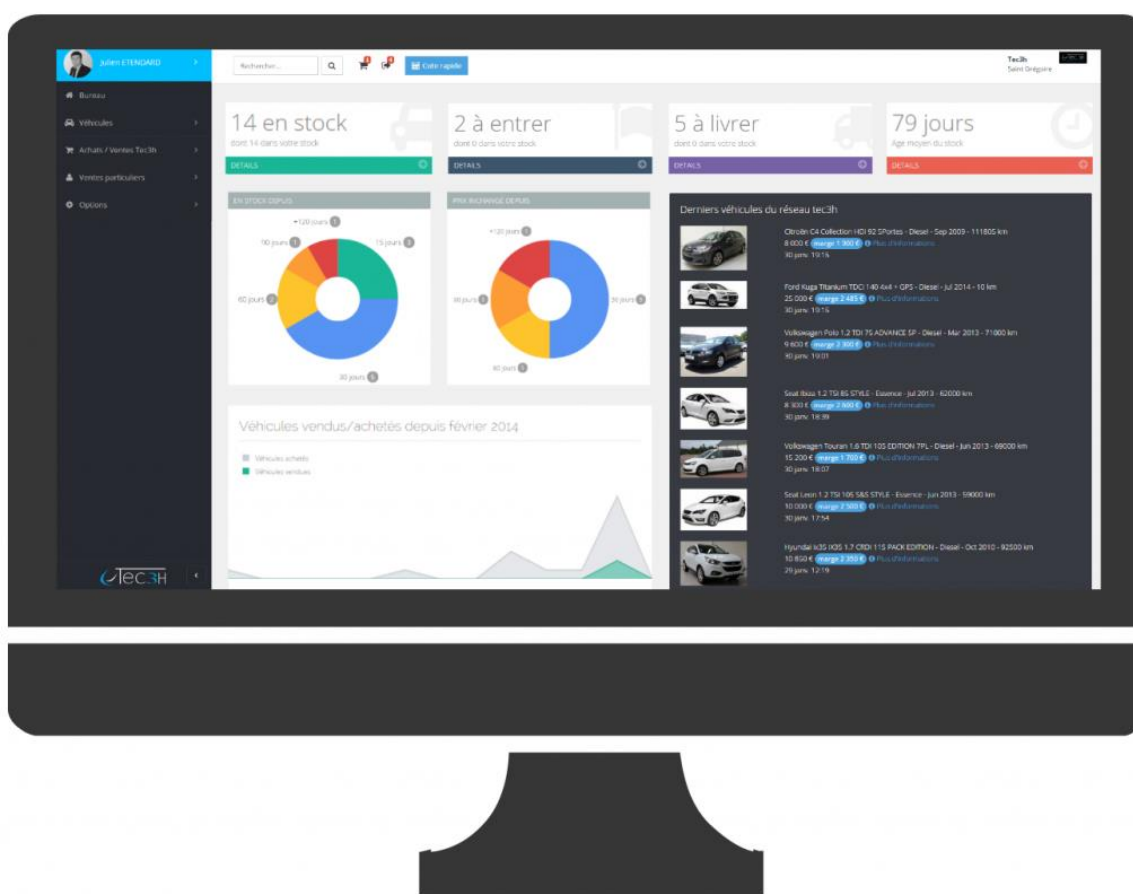 Julien ETENDARD
Rechercher...
Cote rapide
Tec3h
Saint Grégoire
Bureau
Véhicules
Achats / Ventes Tec3h
Ventes particuliers
Options
Tec3H
14 en stock
dont 14 dans votre stock
DETAILS
2 à entrer
dont 0 dans votre stock
DETAILS
5 à livrer
dont 0 dans votre stock
DETAILS
79 jours
Age moyen du stock
DETAILS
EN STOCK DEPUIS
+120 jours 1
90 jours 1
15 jours 3
60 jours 2
30 jours 5
PRIX INCHANGÉ DEPUIS
+120 jours 1
60 jours 1
Véhicules vendus/achetés depuis février 2014
Véhicules achetés
Véhicules vendues
Derniers véhicules du réseau tec3h
Citroën C4 Collection HDI 92 5Portes - Diesel - Sep 2009 - 111805 km
8 000 € marge 1 300 € Plus d'informations
30 janv. 19:16
Ford Kuga Titanium TDCi 140 4x4 + GPS - Diesel - Jul 2014 - 10 km
25 000 € marge 2 485 € Plus d'informations
30 janv. 19:15
Volkswagen Polo 1.2 TDI 75 ADVANCE 5P - Diesel - Mar 2013 - 71000 km
9 600 € marge 2 300 € Plus d'informations
30 janv. 19:01
Seat Ibiza 1.2 TSI 85 STYLE - Essence - Jul 2013 - 62000 km
8 300 € marge 2 600 € Plus d'informations
30 janv. 18:39
Volkswagen Touran 1.6 TDI 105 EDITION 7PL - Diesel - Jun 2013 - 69000 km
15 200 € marge 1 700 € Plus d'informations
30 janv. 18:07
Seat Leon 1.2 TSI 105 S&S STYLE - Essence - Jun 2013 - 59000 km
10 000 € marge 2 500 € Plus d'informations
30 janv. 17:54
Hyundai ix35 IX35 1.7 CRDI 115 PACK EDITION - Diesel - Oct 2010 - 92500 km
10 850 € marge 2 350 € Plus d'informations
29 janv. 12:19